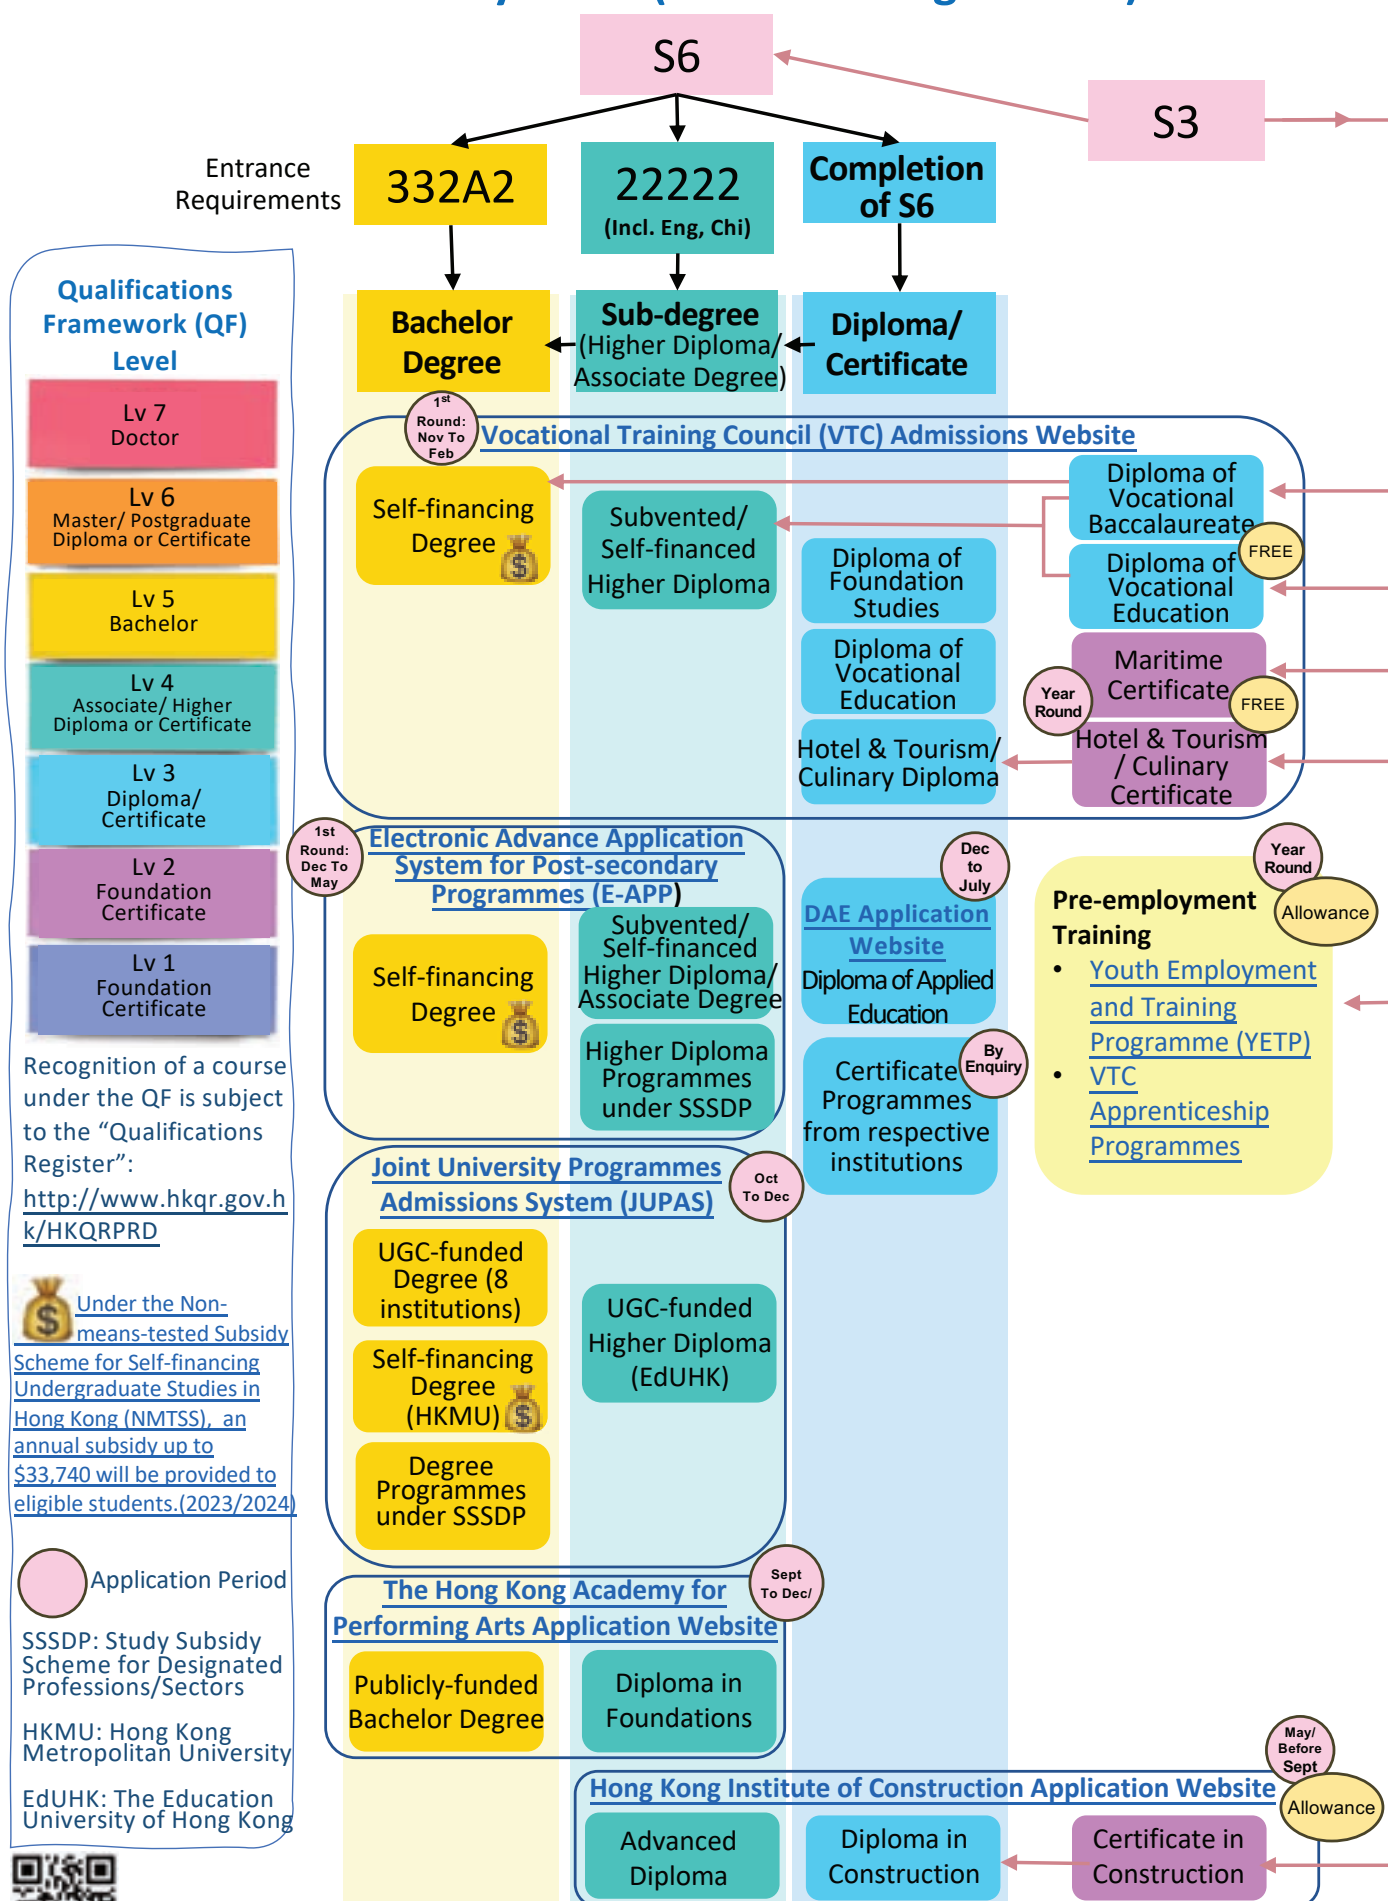 S6
S3
Entrance
Requirements
332A2
22222
(Incl. Eng, Chi)
Completion
of S6
Bachelor
Degree
Sub-degree
(Higher Diploma/
Associate Degree)
Diploma/
Certificate
Qualifications
Framework (QF)
Level
Lv 7
Doctor
Lv 6
Master/ Postgraduate
Diploma or Certificate
Lv 5
Bachelor
Lv 4
Associate/ Higher
Diploma or Certificate
Lv 3
Diploma/
Certificate
Lv 2
Foundation
Certificate
Lv 1
Foundation
Certificate
Recognition of a course
under the QF is subject
to the “Qualifications
Register”:
http://www.hkqr.gov.h
k/HKQRPRD
Under the Non-
means-tested Subsidy
Scheme for Self-financing
Undergraduate Studies in
Hong Kong (NMTSS), an
annual subsidy up to
$33,740 will be provided to
eligible students.(2023/2024)
Application Period
SSSDP: Study Subsidy
Scheme for Designated
Professions/Sectors
HKMU: Hong Kong
Metropolitan University
EdUHK: The Education
University of Hong Kong
1st
Round:
Nov To
Feb
Vocational Training Council (VTC) Admissions Website
Self-financing
Degree
Subvented/
Self-financed
Higher Diploma
Diploma of
Foundation
Studies
Diploma of
Vocational
Education
Hotel & Tourism/
Culinary Diploma
Diploma of
Vocational
Baccalaureate
FREE
Diploma of
Vocational
Education
Maritime
Certificate
Year
Round
FREE
Hotel & Tourism
/ Culinary
Certificate
1st
Round:
Dec To
May
Electronic Advance Application
System for Post-secondary
Programmes (E-APP)
Self-financing
Degree
Subvented/
Self-financed
Higher Diploma/
Associate Degree
Higher Diploma
Programmes
under SSSDP
Dec
to
July
DAE Application
Website
Diploma of Applied
Education
By
Enquiry
Certificate
Programmes
from respective
institutions
Year
Round
Allowance
Pre-employment
Training
• Youth Employment
and Training
Programme (YETP)
• VTC
Apprenticeship
Programmes
Joint University Programmes
Admissions System (JUPAS)
Oct
To Dec
UGC-funded
Degree (8
institutions)
Self-financing
Degree
(HKMU)
Degree
Programmes
under SSSDP
UGC-funded
Higher Diploma
(EdUHK)
Sept
To Dec/
The Hong Kong Academy for
Performing Arts Application Website
Publicly-funded
Bachelor Degree
Diploma in
Foundations
May/
Before
Sept
Allowance
Hong Kong Institute of Construction Application Website
Advanced
Diploma
Diploma in
Construction
Certificate in
Construction